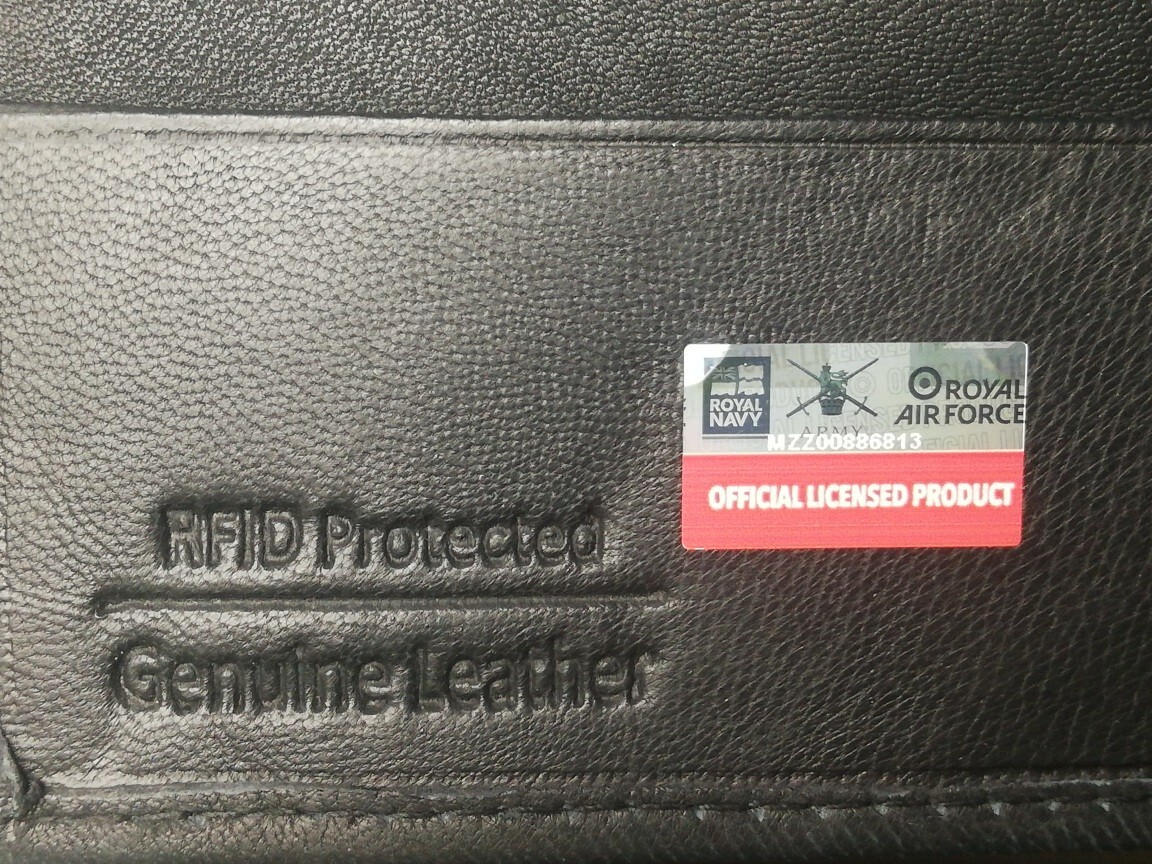 ROYAL
NAVY
ARMY
ROYAL
AIR FORCE
MZZ00886813
OFFICIAL LICENSED PRODUCT
RFID Protected
Genuine Leather